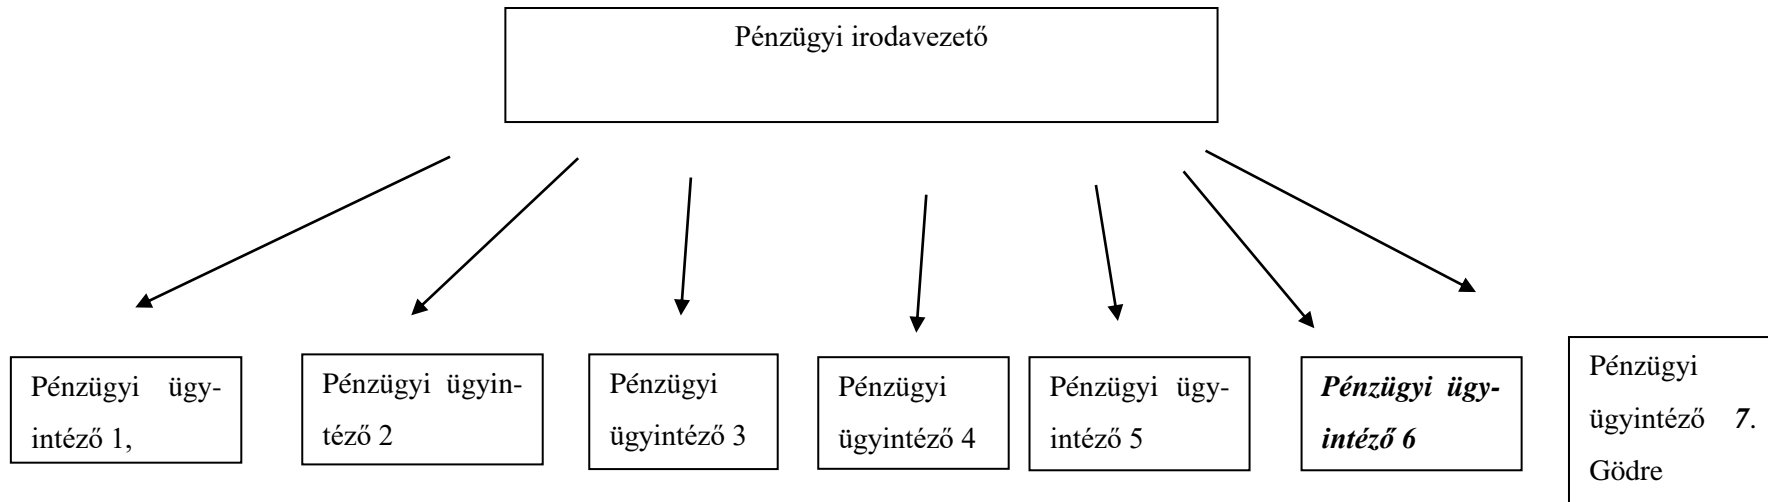 Pénzügyi irodavezető
Pénzügyi ügy-
intéző 1,
Pénzügyi ügyin-
téző 2
Pénzügyi
ügyintéző 3
Pénzügyi
ügyintéző 4
Pénzügyi ügy-
intéző 5
Pénzügyi ügy-
intéző 6
Pénzügyi
ügyintéző 7.
Gödre